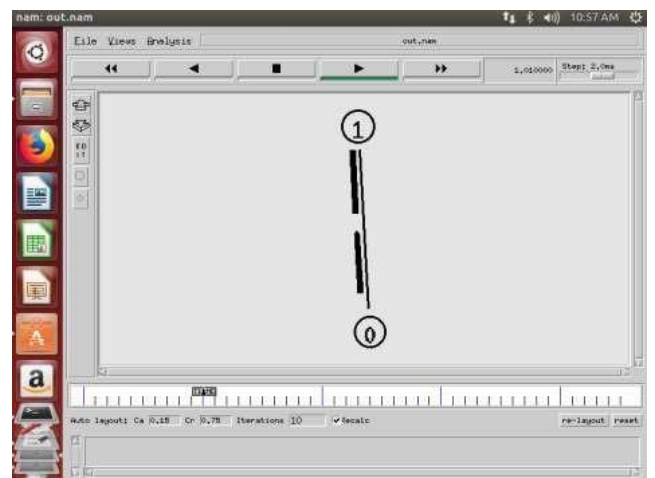 nam: out.nam
10:57 AM
File Views Analysis out.nam
1.010000 Step: 2.0ms
1
0
Auto layout: Ca 0.15 Cr 0.75 Iterations 10 Recalc re-layout reset